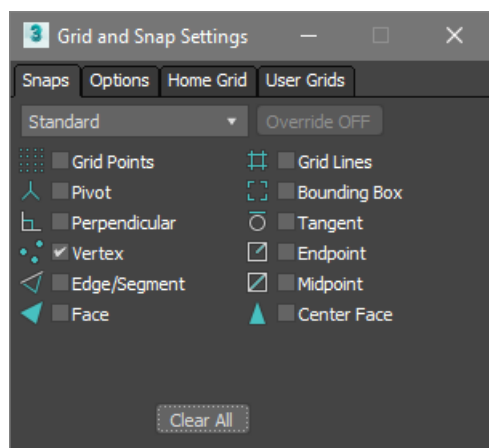 3 Grid and Snap Settings
Snaps Options Home Grid User Grids
Standard Override OFF
Grid Points Grid Lines
Pivot Bounding Box
Perpendicular Tangent
Vertex Endpoint
Edge/Segment Midpoint
Face Center Face
Clear All